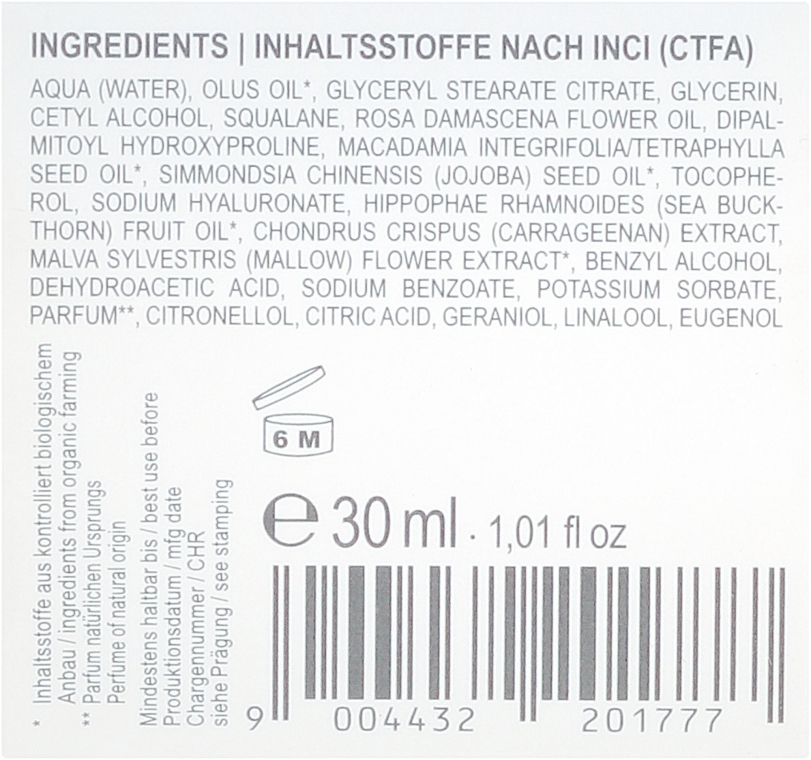 INGREDIENTS | INHALTSSTOFFE NACH INCI (CTFA)
AQUA (WATER), OLUS OIL*, GLYCERYL STEARATE CITRATE, GLYCERIN,
CETYL ALCOHOL, SQUALANE, ROSA DAMASCENA FLOWER OIL, DIPAL-
MITOYL HYDROXYPROLINE, MACADAMIA INTEGRIFOLIA/TETRAPHYLLA
SEED OIL*, SIMMONDSIA CHINENSIS (JOJOBA) SEED OIL*, TOCOPHE-
ROL, SODIUM HYALURONATE, HIPPOPHAE RHAMNOIDES (SEA BUCK-
THORN) FRUIT OIL*, CHONDRUS CRISPUS (CARRAGEENAN) EXTRACT,
MALVA SYLVESTRIS (MALLOW) FLOWER EXTRACT*, BENZYL ALCOHOL,
DEHYDROACETIC ACID, SODIUM BENZOATE, POTASSIUM SORBATE,
PARFUM**, CITRONELLOL, CITRIC ACID, GERANIOL, LINALOOL, EUGENOL
* Inhaltsstoffe aus kontrolliert biologischem
Anbau / ingredients from organic farming
** Parfum natürlichen Ursprungs
Perfume of natural origin
Mindestens haltbar bis / best use before
Produktionsdatum / mfg date
Chargennummer / CHR
siehe Prägung / see stamping
6 M
e 30 ml · 1,01 fl oz
9 004432 201777